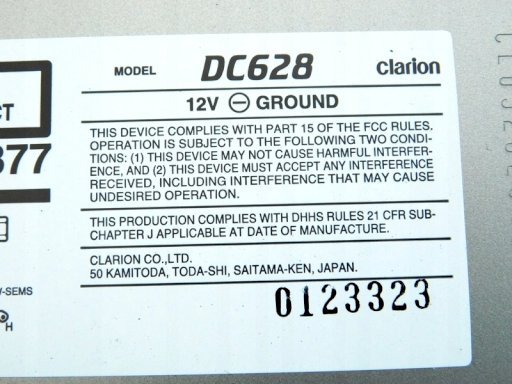 MODEL DC628 clarion
12V ⊖ GROUND
THIS DEVICE COMPLIES WITH PART 15 OF THE FCC RULES.
OPERATION IS SUBJECT TO THE FOLLOWING TWO CONDI-
TIONS: (1) THIS DEVICE MAY NOT CAUSE HARMFUL INTERFER-
ENCE, AND (2) THIS DEVICE MUST ACCEPT ANY INTERFERENCE
RECEIVED, INCLUDING INTERFERENCE THAT MAY CAUSE
UNDESIRED OPERATION.
THIS PRODUCTION COMPLIES WITH DHHS RULES 21 CFR SUB-
CHAPTER J APPLICABLE AT DATE OF MANUFACTURE.
CLARION CO.,LTD.
50 KAMITODA, TODA-SHI, SAITAMA-KEN, JAPAN.
0123323
CT
377
-SEMS
H